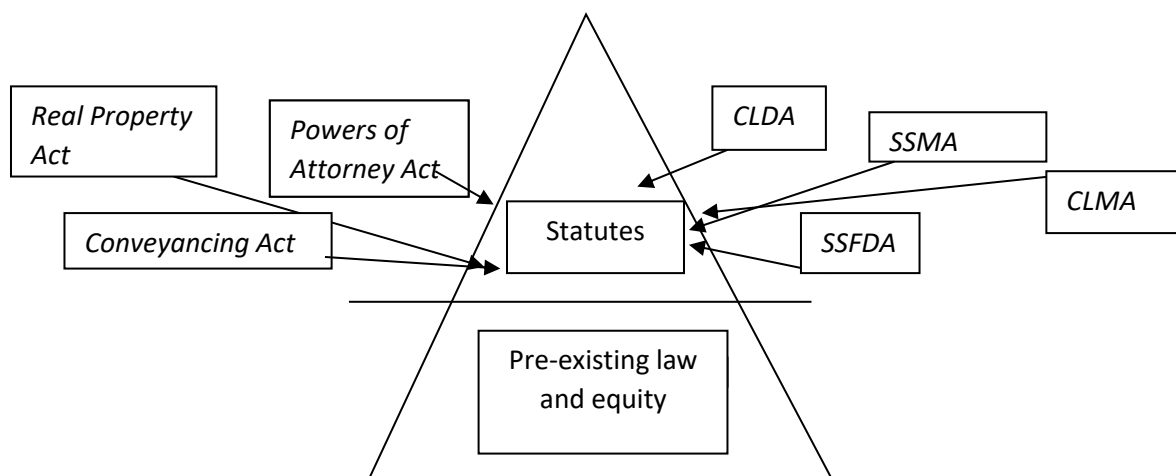 Real Property
Act
Powers of
Attorney Act
CLDA
SSMA
CLMA
Conveyancing Act
Statutes
SSFDA
Pre-existing law
and equity